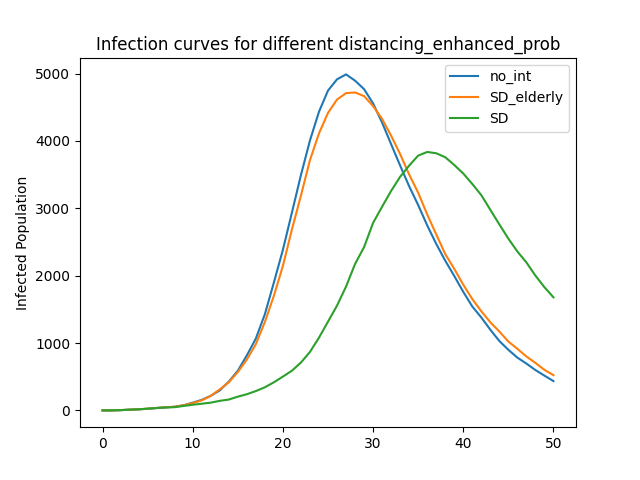 Infection curves for different distancing_enhanced_prob
no_int
SD_elderly
SD
Infected Population
5000
4000
3000
2000
1000
0
0 10 20 30 40 50